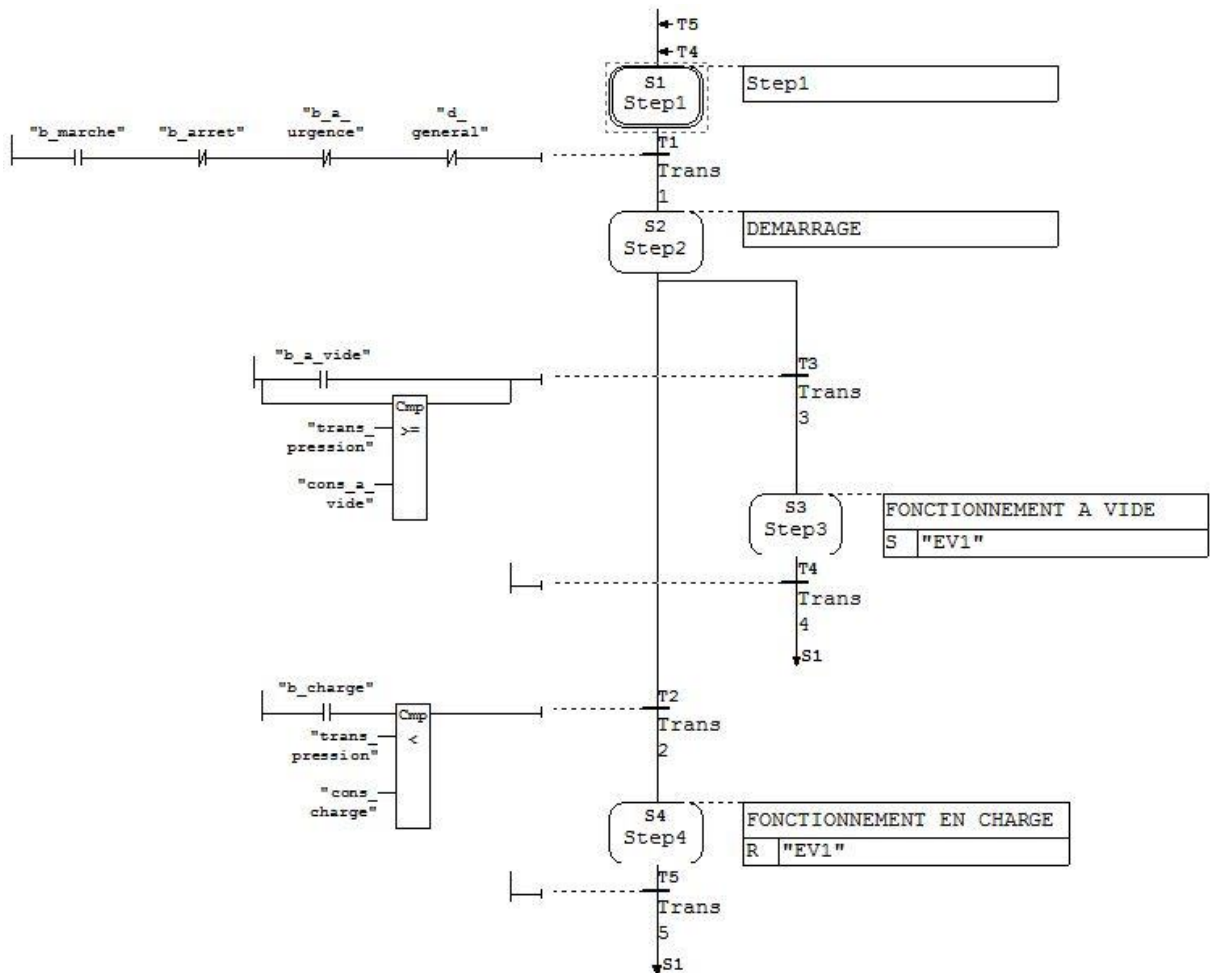 T5
T4
S1
Step1
Step1
"b_marche"
"b_arret"
"b_a_
urgence"
"d_
general"
T1
Trans
1
S2
Step2
DEMARRAGE
"b_a_vide"
Cmp
>=
"trans_
pression"
"cons_a_
vide"
T3
Trans
3
S3
Step3
FONCTIONNEMENT A VIDE
S "EV1"
T4
Trans
4
S1
"b_charge"
Cmp
<
"trans_
pression"
"cons_
charge"
T2
Trans
2
S4
Step4
FONCTIONNEMENT EN CHARGE
R "EV1"
T5
Trans
5
S1